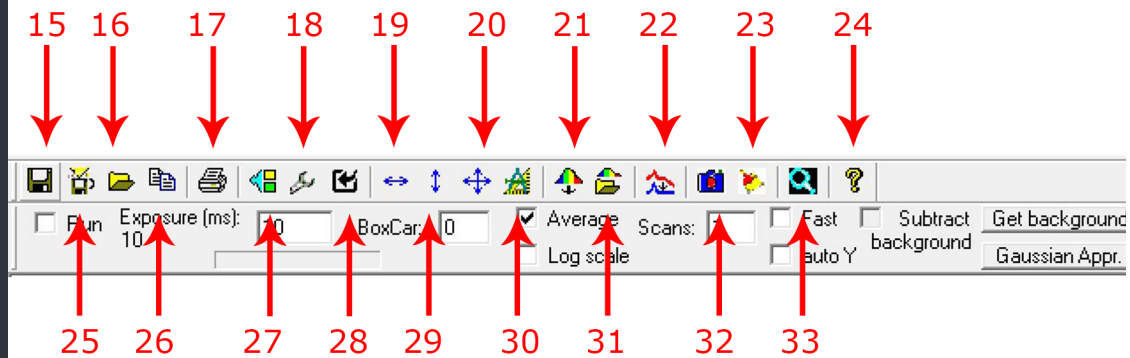 15 16 17 18 19 20 21 22 23 24
Run Exposure (ms): BoxCar: 0 Average Scans: Fast Subtract background Get background
10
Log scale auto Y Gaussian Appr.
25 26 27 28 29 30 31 32 33